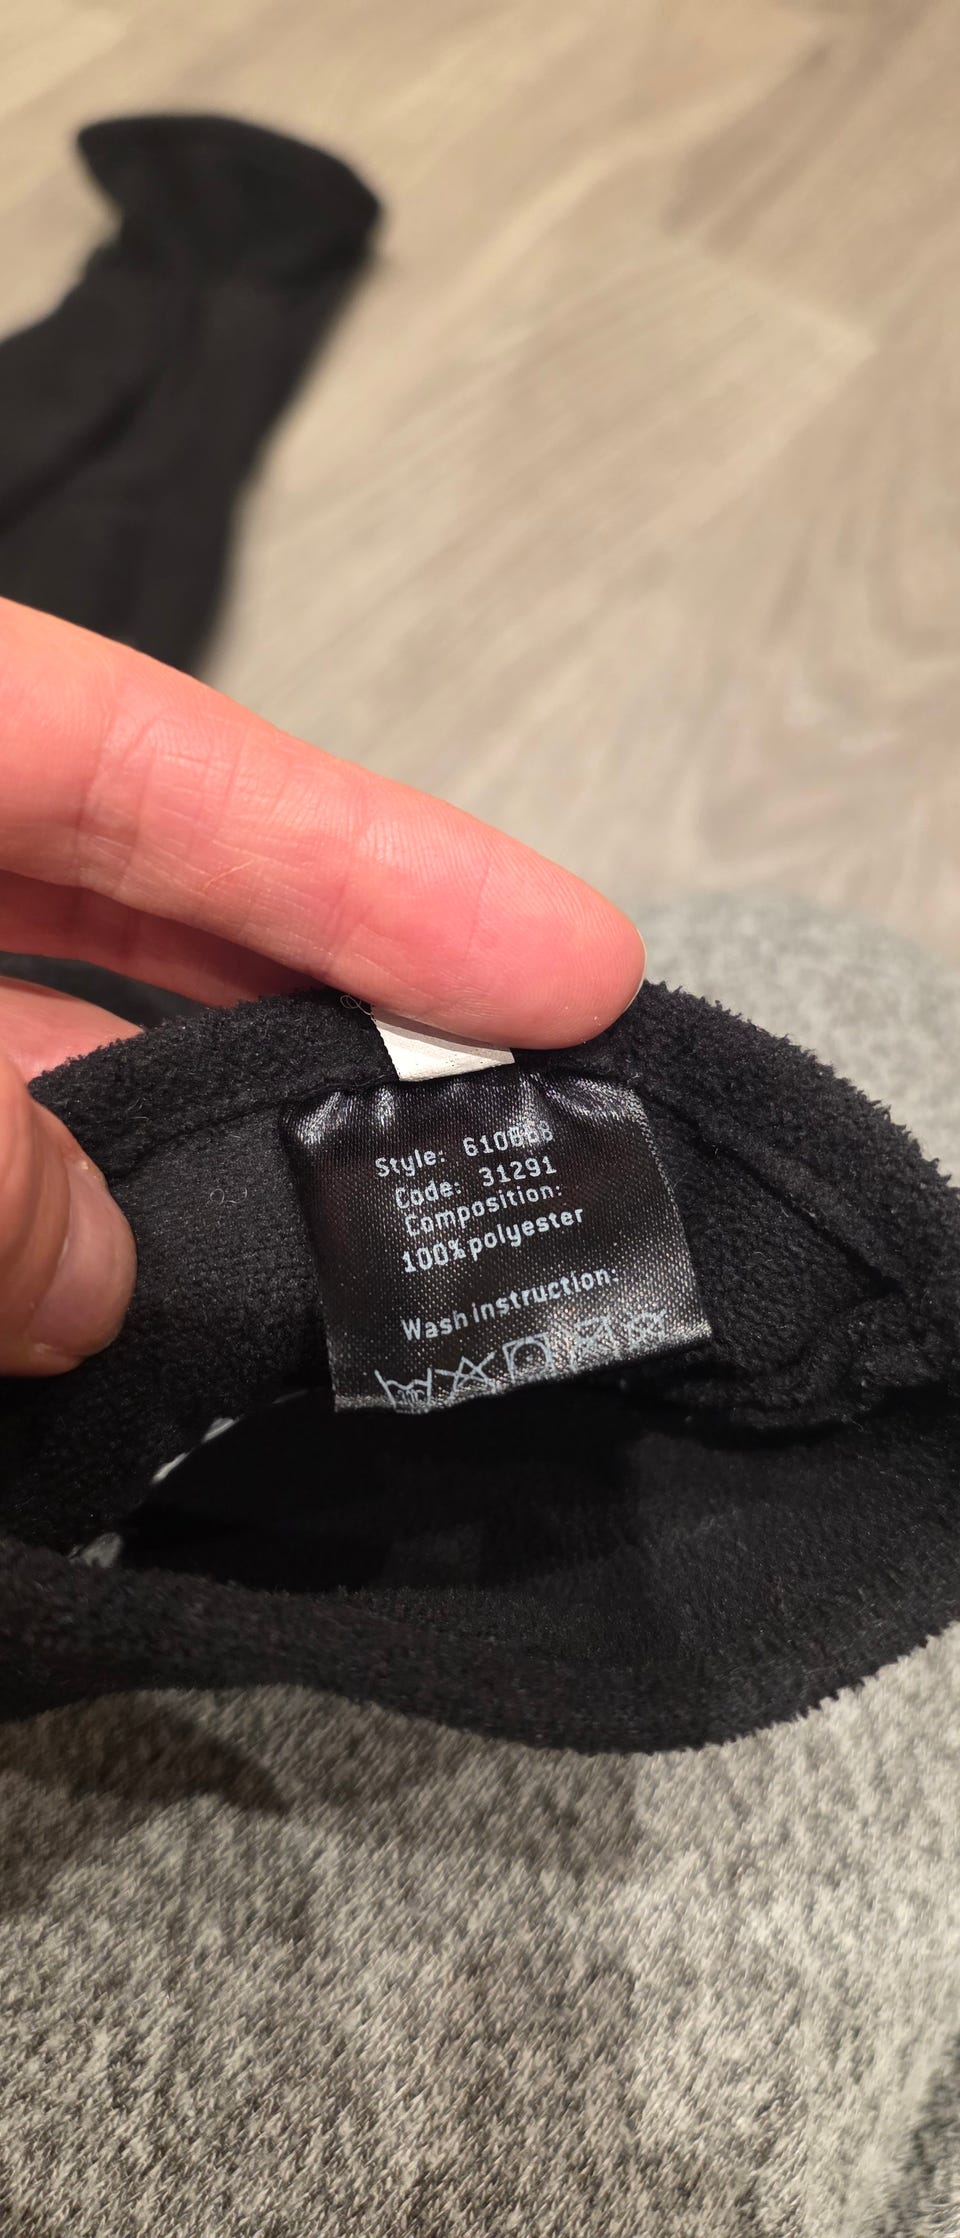 Style:
Code: 31291
Composition:
100% polyester
Wash instruction: